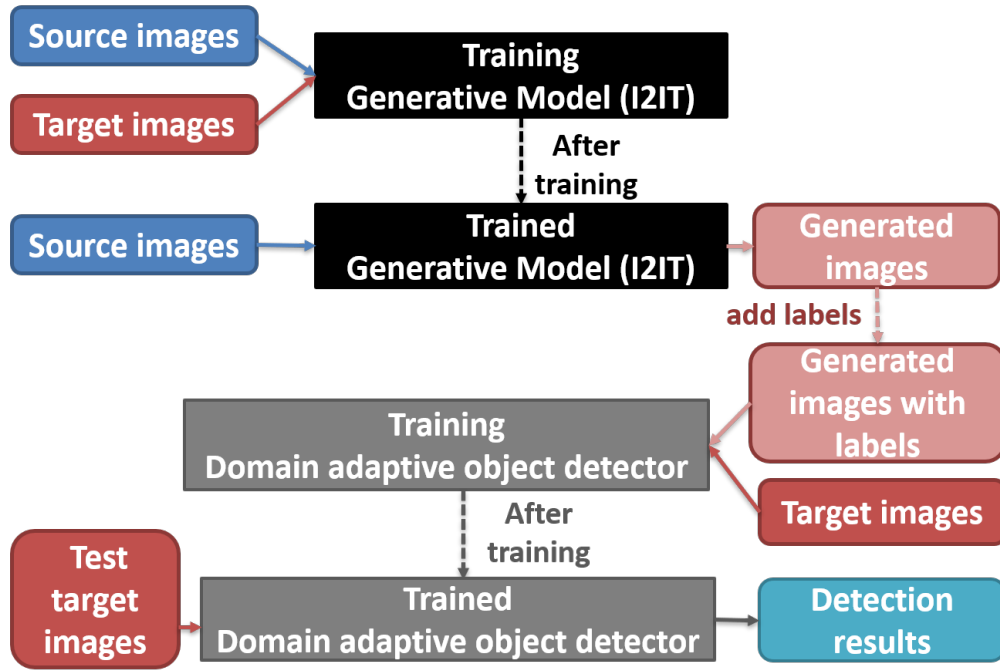 Source images
Training
Generative Model (I2IT)
Target images
After
training
Source images
Trained
Generative Model (I2IT)
Generated
images
add labels
Generated
images with
labels
Training
Domain adaptive object detector
Target images
After
training
Test
target
images
Trained
Domain adaptive object detector
Detection
results